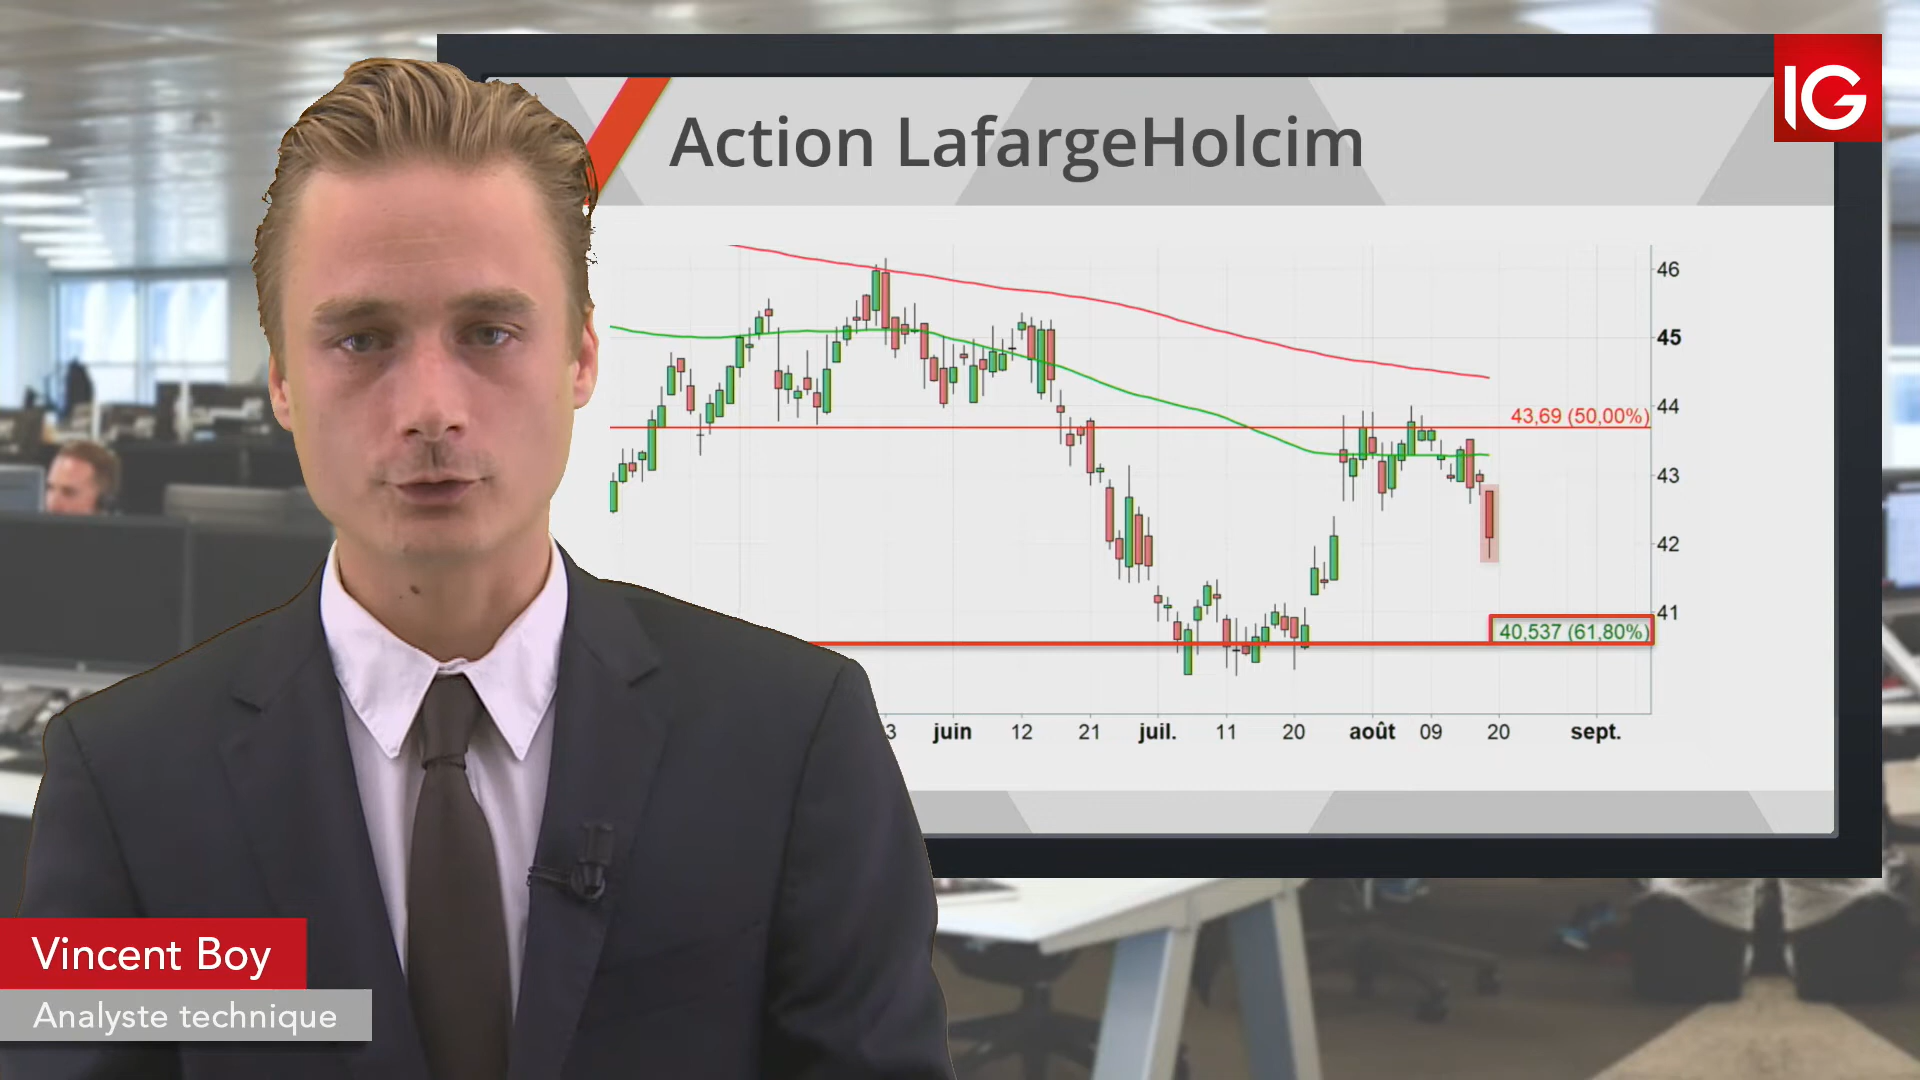 IG
Action LafargeHolcim
46
45
44
43,69 (50,00%)
43
42
41
40,537 (61,80%)
3 juin 12 21 juil. 11 20 août 09 20 sept.
Vincent Boy
Analyste technique